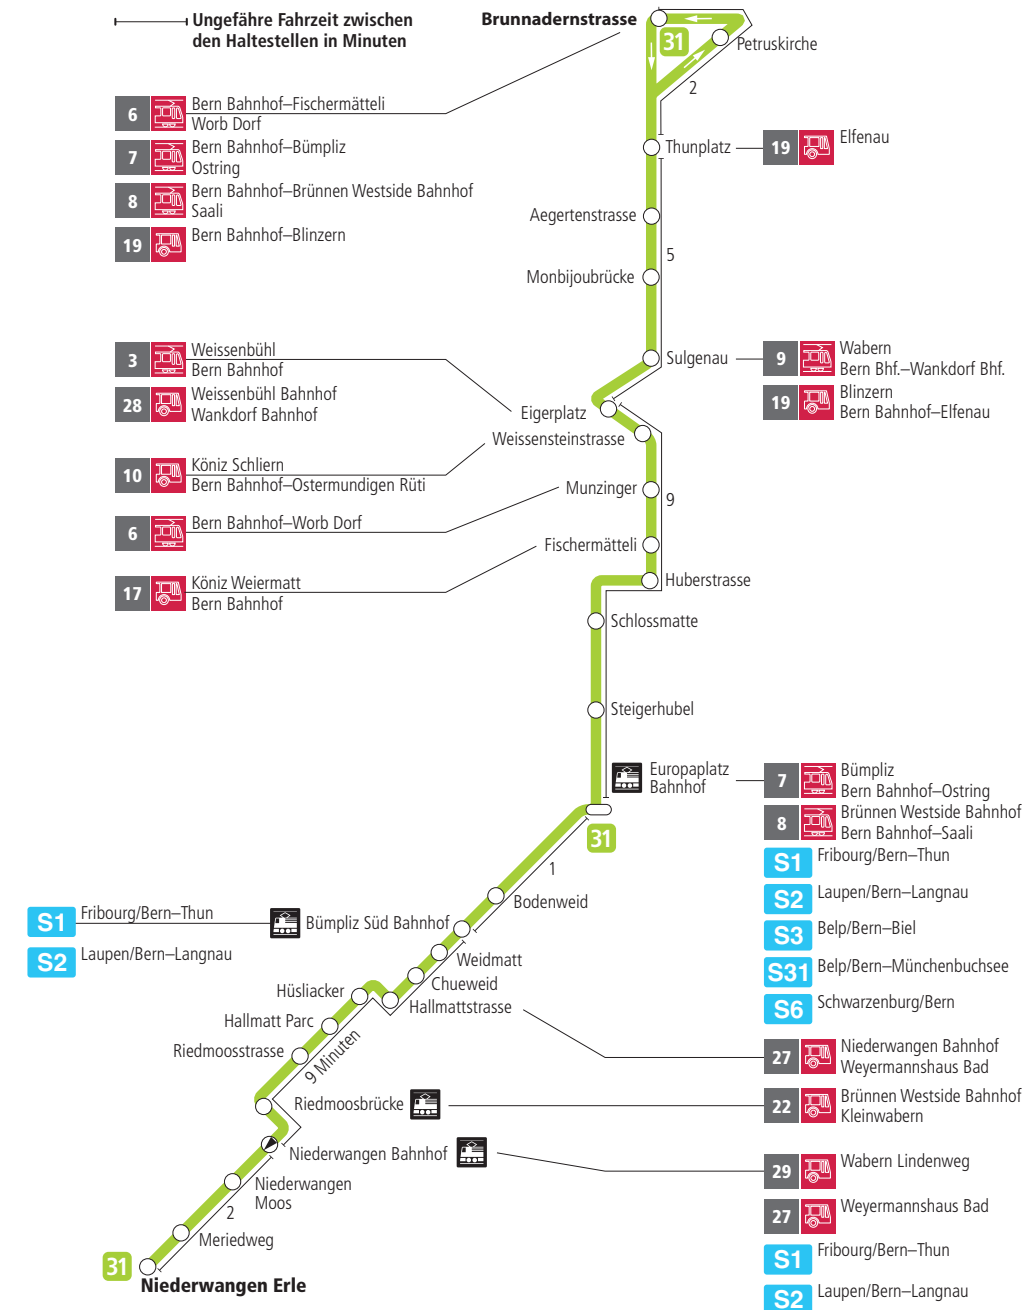 Ungefähre Fahrzeit zwischen
den Haltestellen in Minuten
Brunnadernstrasse
31
Petruskirche
2
6
Bern Bahnhof–Fischermätteli
Worb Dorf
7
Bern Bahnhof–Bümpliz
Ostring
8
Bern Bahnhof–Brünnen Westside Bahnhof
Saali
19
Bern Bahnhof–Blinzern
Thunplatz
19
Elfenau
Aegertenstrasse
5
Monbijoubrücke
3
Weissenbühl
Bern Bahnhof
28
Weissenbühl Bahnhof
Wankdorf Bahnhof
Sulgenau
9
Wabern
Bern Bhf.–Wankdorf Bhf.
19
Blinzern
Bern Bahnhof–Elfenau
Eigerplatz
Weissensteinstrasse
10
Köniz Schliern
Bern Bahnhof–Ostermundigen Rüti
Munzinger
9
6
Bern Bahnhof–Worb Dorf
Fischermätteli
17
Köniz Weiermatt
Bern Bahnhof
Huberstrasse
Schlossmatte
Steigerhubel
Europaplatz
Bahnhof
7
Bümpliz
Bern Bahnhof–Ostring
8
Brünnen Westside Bahnhof
Bern Bahnhof–Saali
S1
Fribourg/Bern–Thun
S2
Laupen/Bern–Langnau
S3
Belp/Bern–Biel
S31
Belp/Bern–Münchenbuchsee
S6
Schwarzenburg/Bern
31
1
Bodenweid
S1
Fribourg/Bern–Thun
S2
Laupen/Bern–Langnau
Bümpliz Süd Bahnhof
Weidmatt
Chueweid
Hüsliacker
Hallmattstrasse
Hallmatt Parc
Riedmoosstrasse
9 Minuten
27
Niederwangen Bahnhof
Weyermannshaus Bad
Riedmoosbrücke
22
Brünnen Westside Bahnhof
Kleinwabern
Niederwangen Bahnhof
29
Wabern Lindenweg
27
Weyermannshaus Bad
S1
Fribourg/Bern–Thun
S2
Laupen/Bern–Langnau
Niederwangen
Moos
2
Meriedweg
31
Niederwangen Erle